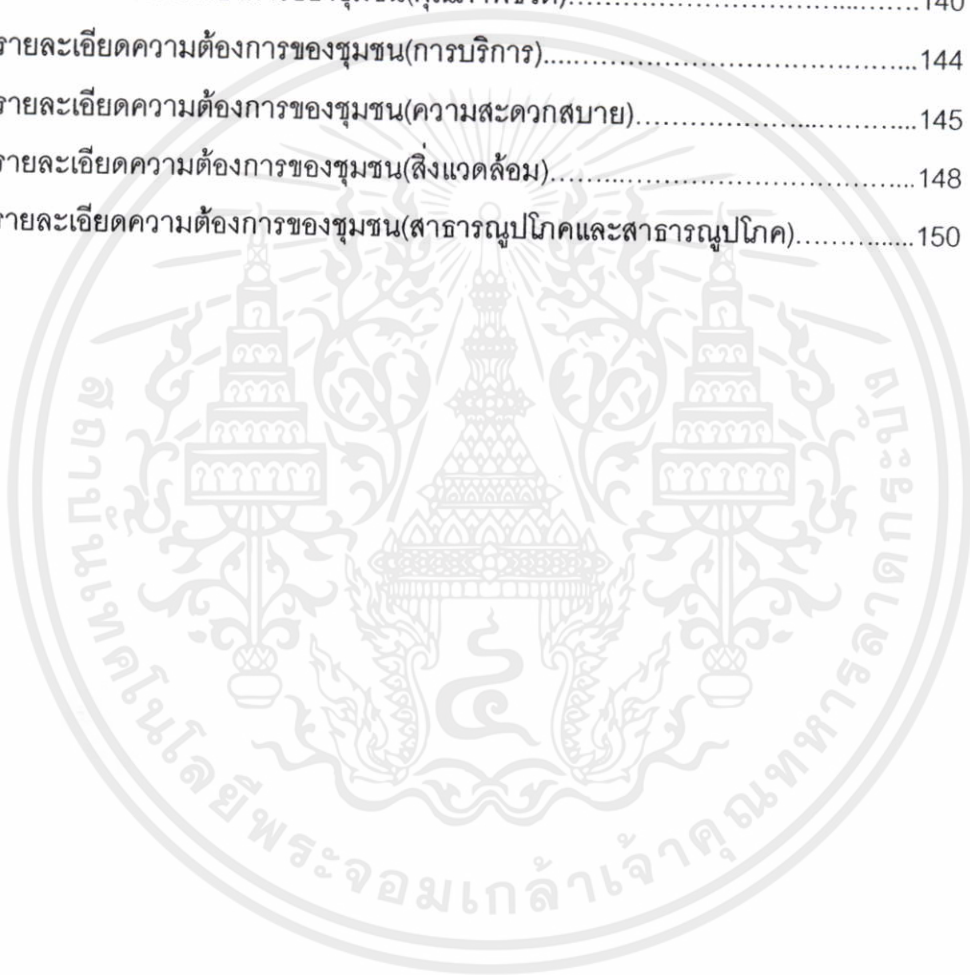 (คุณภาพชีวิต)..................................................140
รายละเอียดความต้องการของชุมชน(การบริการ)..................................................144
รายละเอียดความต้องการของชุมชน(ความสะดวกสบาย)..................................................145
รายละเอียดความต้องการของชุมชน(สิ่งแวดล้อม)..................................................148
รายละเอียดความต้องการของชุมชน(สาธารณูปโภคและสาธารณูปโภค)..................150
สถาบันเทคโนโลยีพระจอมเกล้าเจ้าคุณทหารลาดกระบัง